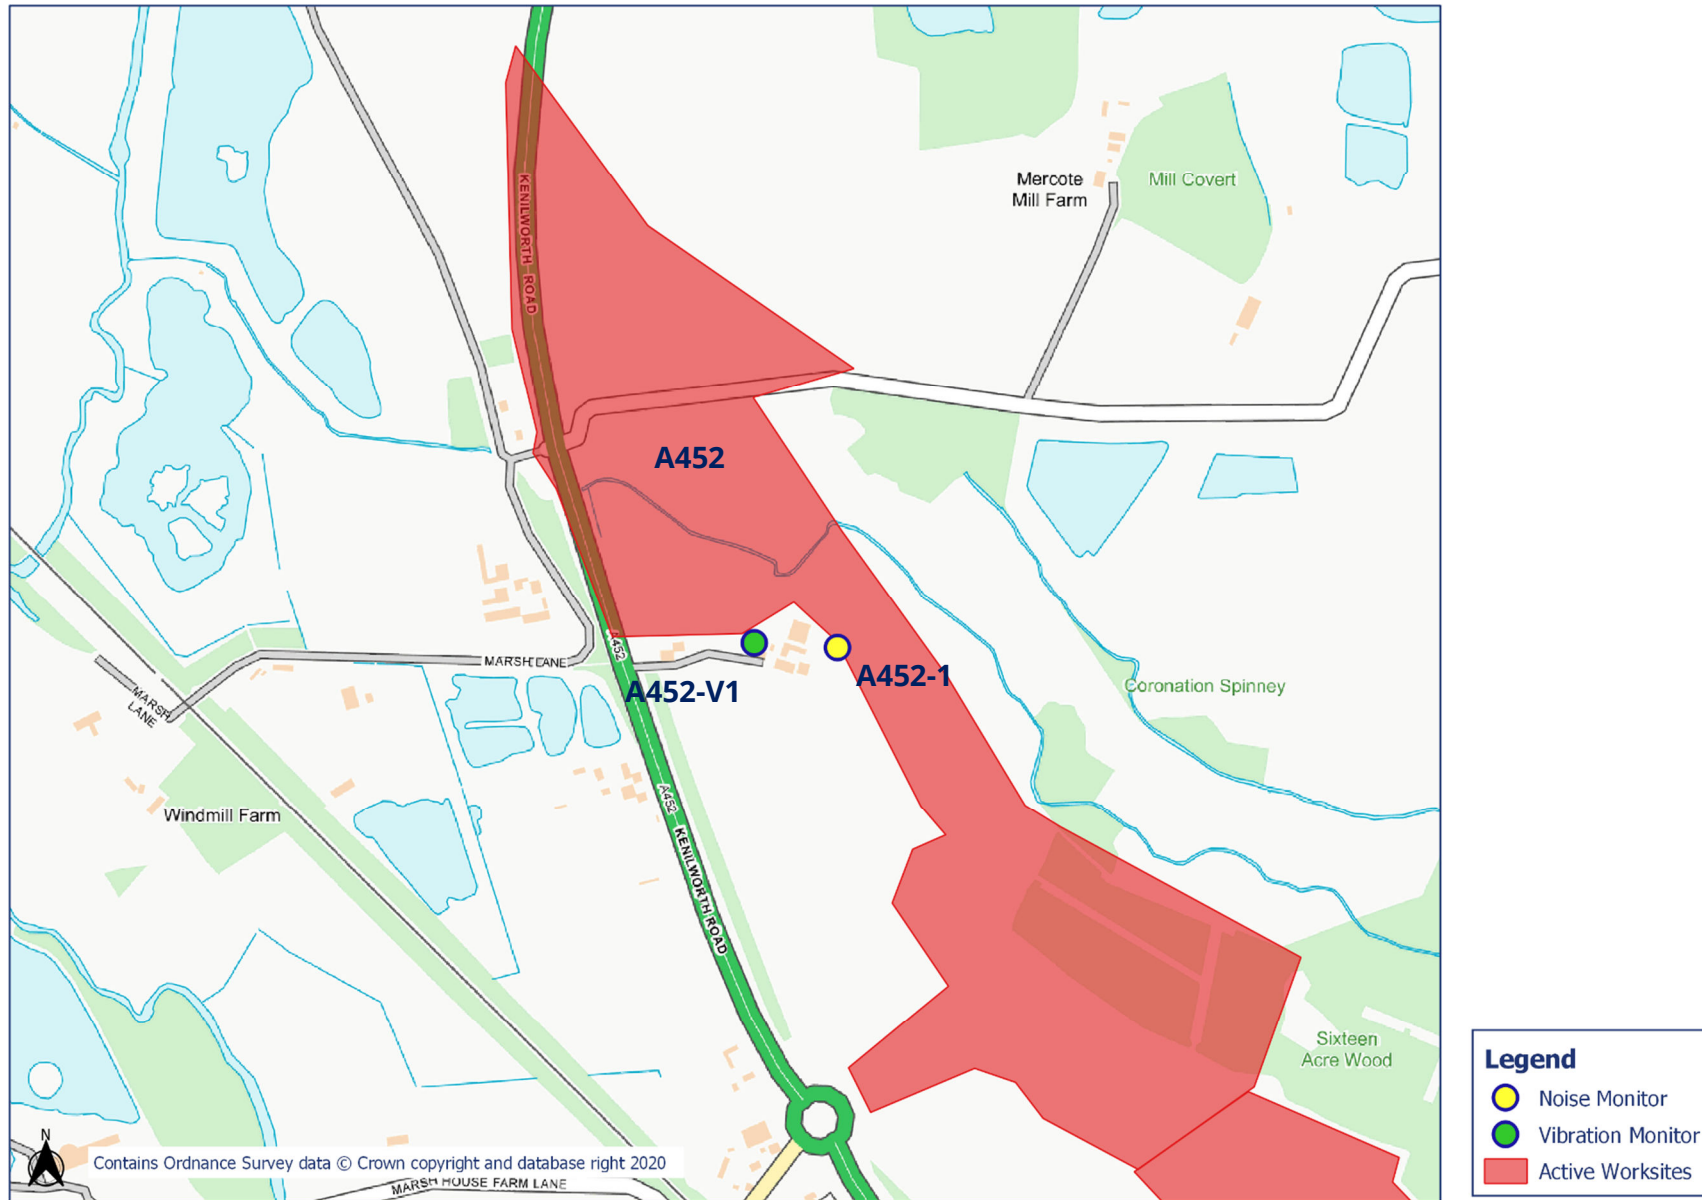 KENILWORTH ROAD
Mercote
Mill Farm
Mill Covert
A452
A452
MARSH LANE
A452-V1
A452-1
Coronation Spinney
MARSH
LANE
Windmill Farm
A452
KENILWORTH ROAD
Sixteen
Acre Wood
Legend
Noise Monitor
Vibration Monitor
Active Worksites
N
Contains Ordnance Survey data © Crown copyright and database right 2020
MARSH HOUSE FARM LANE